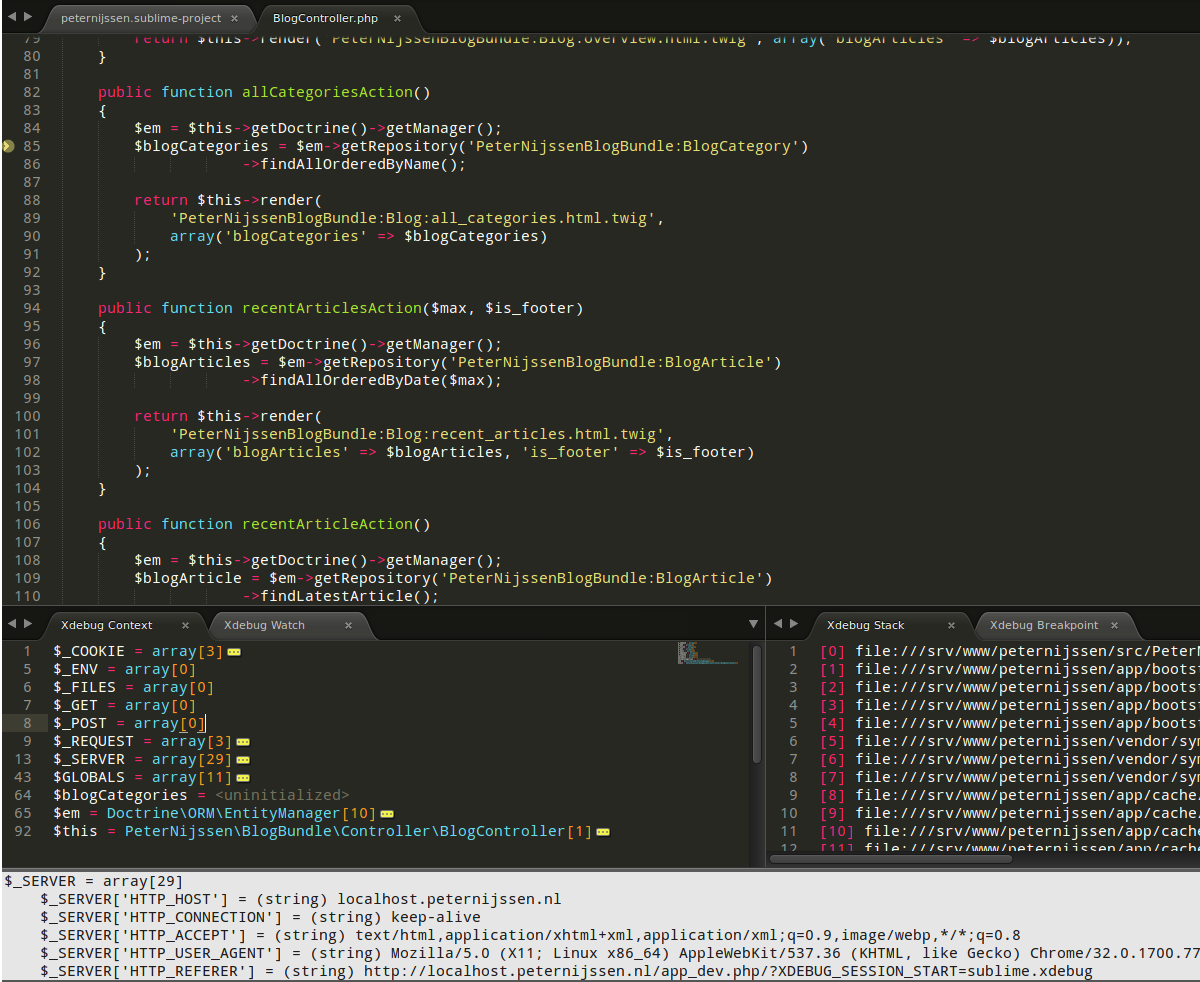 peternijssen.sublime-project × BlogController.php ×
79 return $this->render('PeterNijssenBlogBundle:Blog:overview.html.twig', array('blogArticles' => $blogArticles));
80 }
81
82 public function allCategoriesAction()
83 {
84 $em = $this->getDoctrine()->getManager();
85 $blogCategories = $em->getRepository('PeterNijssenBlogBundle:BlogCategory')
86 ->findAllOrderedByName();
87
88 return $this->render(
89 'PeterNijssenBlogBundle:Blog:all_categories.html.twig',
90 array('blogCategories' => $blogCategories)
91 );
92 }
93
94 public function recentArticlesAction($max, $is_footer)
95 {
96 $em = $this->getDoctrine()->getManager();
97 $blogArticles = $em->getRepository('PeterNijssenBlogBundle:BlogArticle')
98 ->findAllOrderedByDate($max);
99
100 return $this->render(
101 'PeterNijssenBlogBundle:Blog:recent_articles.html.twig',
102 array('blogArticles' => $blogArticles, 'is_footer' => $is_footer)
103 );
104 }
105
106 public function recentArticleAction()
107 {
108 $em = $this->getDoctrine()->getManager();
109 $blogArticle = $em->getRepository('PeterNijssenBlogBundle:BlogArticle')
110 ->findLatestArticle();
Xdebug Context × Xdebug Watch ×
1 $_COOKIE = array[3]
5 $_ENV = array[0]
6 $_FILES = array[0]
7 $_GET = array[0]
8 $_POST = array[0]
9 $_REQUEST = array[3]
13 $_SERVER = array[29]
43 $GLOBALS = array[11]
64 $blogCategories = <uninitialized>
65 $em = Doctrine\ORM\EntityManager[10]
92 $this = PeterNijssen\BlogBundle\Controller\BlogController[1]
Xdebug Stack × Xdebug Breakpoint ×
1 [0] file:///srv/www/peternijssen/src/PeterN
2 [1] file:///srv/www/peternijssen/app/bootst
3 [2] file:///srv/www/peternijssen/app/bootst
4 [3] file:///srv/www/peternijssen/app/bootst
5 [4] file:///srv/www/peternijssen/app/bootst
6 [5] file:///srv/www/peternijssen/vendor/sym
7 [6] file:///srv/www/peternijssen/vendor/sym
8 [7] file:///srv/www/peternijssen/vendor/sym
9 [8] file:///srv/www/peternijssen/app/cache/
10 [9] file:///srv/www/peternijssen/app/cache/
11 [10] file:///srv/www/peternijssen/app/cache
12 [11] file:///srv/www/peternijssen/app/cache
$_SERVER = array[29]
$_SERVER['HTTP_HOST'] = (string) localhost.peternijssen.nl
$_SERVER['HTTP_CONNECTION'] = (string) keep-alive
$_SERVER['HTTP_ACCEPT'] = (string) text/html,application/xhtml+xml,application/xml;q=0.9,image/webp,*/*;q=0.8
$_SERVER['HTTP_USER_AGENT'] = (string) Mozilla/5.0 (X11; Linux x86_64) AppleWebKit/537.36 (KHTML, like Gecko) Chrome/32.0.1700.77
$_SERVER['HTTP_REFERER'] = (string) http://localhost.peternijssen.nl/app_dev.php/?XDEBUG_SESSION_START=sublime.xdebug